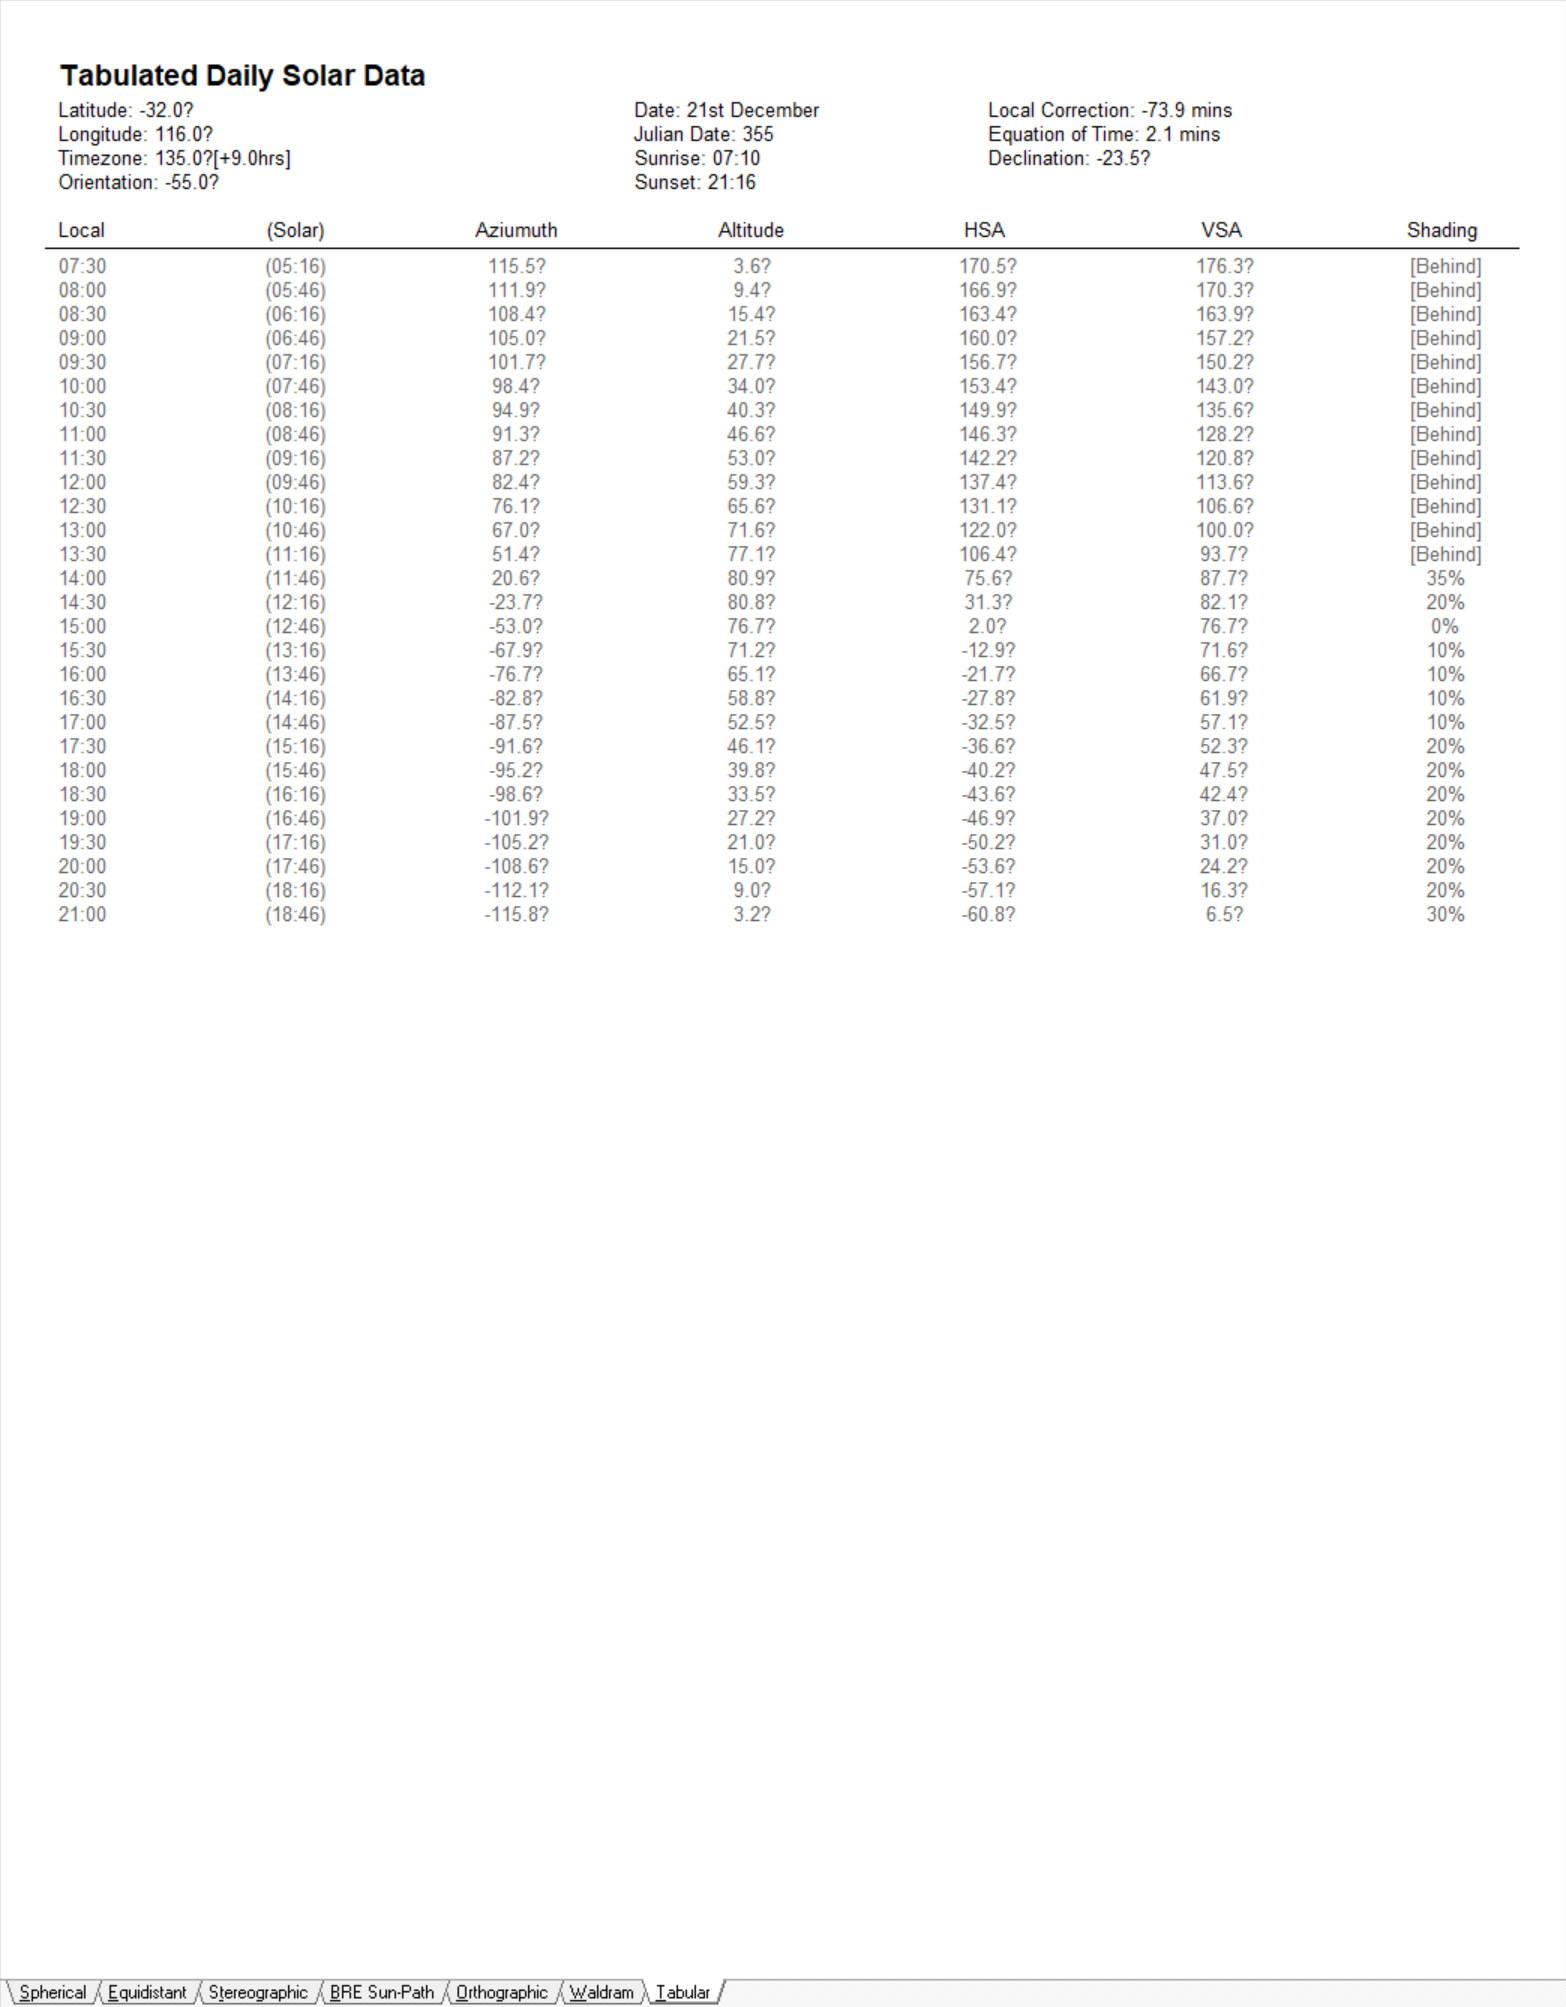 Tabulated Daily Solar Data
Latitude: -32.0? Date: 21st December Local Correction: -73.9 mins
Longitude: 116.0? Julian Date: 355 Equation of Time: 2.1 mins
Timezone: 135.0?[+9.0hrs] Sunrise: 07:10 Declination: -23.5?
Orientation: -55.0? Sunset: 21:16
Local (Solar) Aziumuth Altitude HSA VSA Shading
07:30 (05:16) 115.5? 3.6? 170.5? 176.3? [Behind]
08:00 (05:46) 111.9? 9.4? 166.9? 170.3? [Behind]
08:30 (06:16) 108.4? 15.4? 163.4? 163.9? [Behind]
09:00 (06:46) 105.0? 21.5? 160.0? 157.2? [Behind]
09:30 (07:16) 101.7? 27.7? 156.7? 150.2? [Behind]
10:00 (07:46) 98.4? 34.0? 153.4? 143.0? [Behind]
10:30 (08:16) 94.9? 40.3? 149.9? 135.6? [Behind]
11:00 (08:46) 91.3? 46.6? 146.3? 128.2? [Behind]
11:30 (09:16) 87.2? 53.0? 142.2? 120.8? [Behind]
12:00 (09:46) 82.4? 59.3? 137.4? 113.6? [Behind]
12:30 (10:16) 76.1? 65.6? 131.1? 106.6? [Behind]
13:00 (10:46) 67.0? 71.6? 122.0? 100.0? [Behind]
13:30 (11:16) 51.4? 77.1? 106.4? 93.7? [Behind]
14:00 (11:46) 20.6? 80.9? 75.6? 87.7? 35%
14:30 (12:16) -23.7? 80.8? 31.3? 82.1? 20%
15:00 (12:46) -53.0? 76.7? 2.0? 76.7? 0%
15:30 (13:16) -67.9? 71.2? -12.9? 71.6? 10%
16:00 (13:46) -76.7? 65.1? -21.7? 66.7? 10%
16:30 (14:16) -82.8? 58.8? -27.8? 61.9? 10%
17:00 (14:46) -87.5? 52.5? -32.5? 57.1? 10%
17:30 (15:16) -91.6? 46.1? -36.6? 52.3? 20%
18:00 (15:46) -95.2? 39.8? -40.2? 47.5? 20%
18:30 (16:16) -98.6? 33.5? -43.6? 42.4? 20%
19:00 (16:46) -101.9? 27.2? -46.9? 37.0? 20%
19:30 (17:16) -105.2? 21.0? -50.2? 31.0? 20%
20:00 (17:46) -108.6? 15.0? -53.6? 24.2? 20%
20:30 (18:16) -112.1? 9.0? -57.1? 16.3? 20%
21:00 (18:46) -115.8? 3.2? -60.8? 6.5? 30%
Spherical Equidistant Stereographic BRE Sun-Path Orthographic Waldram Tabular